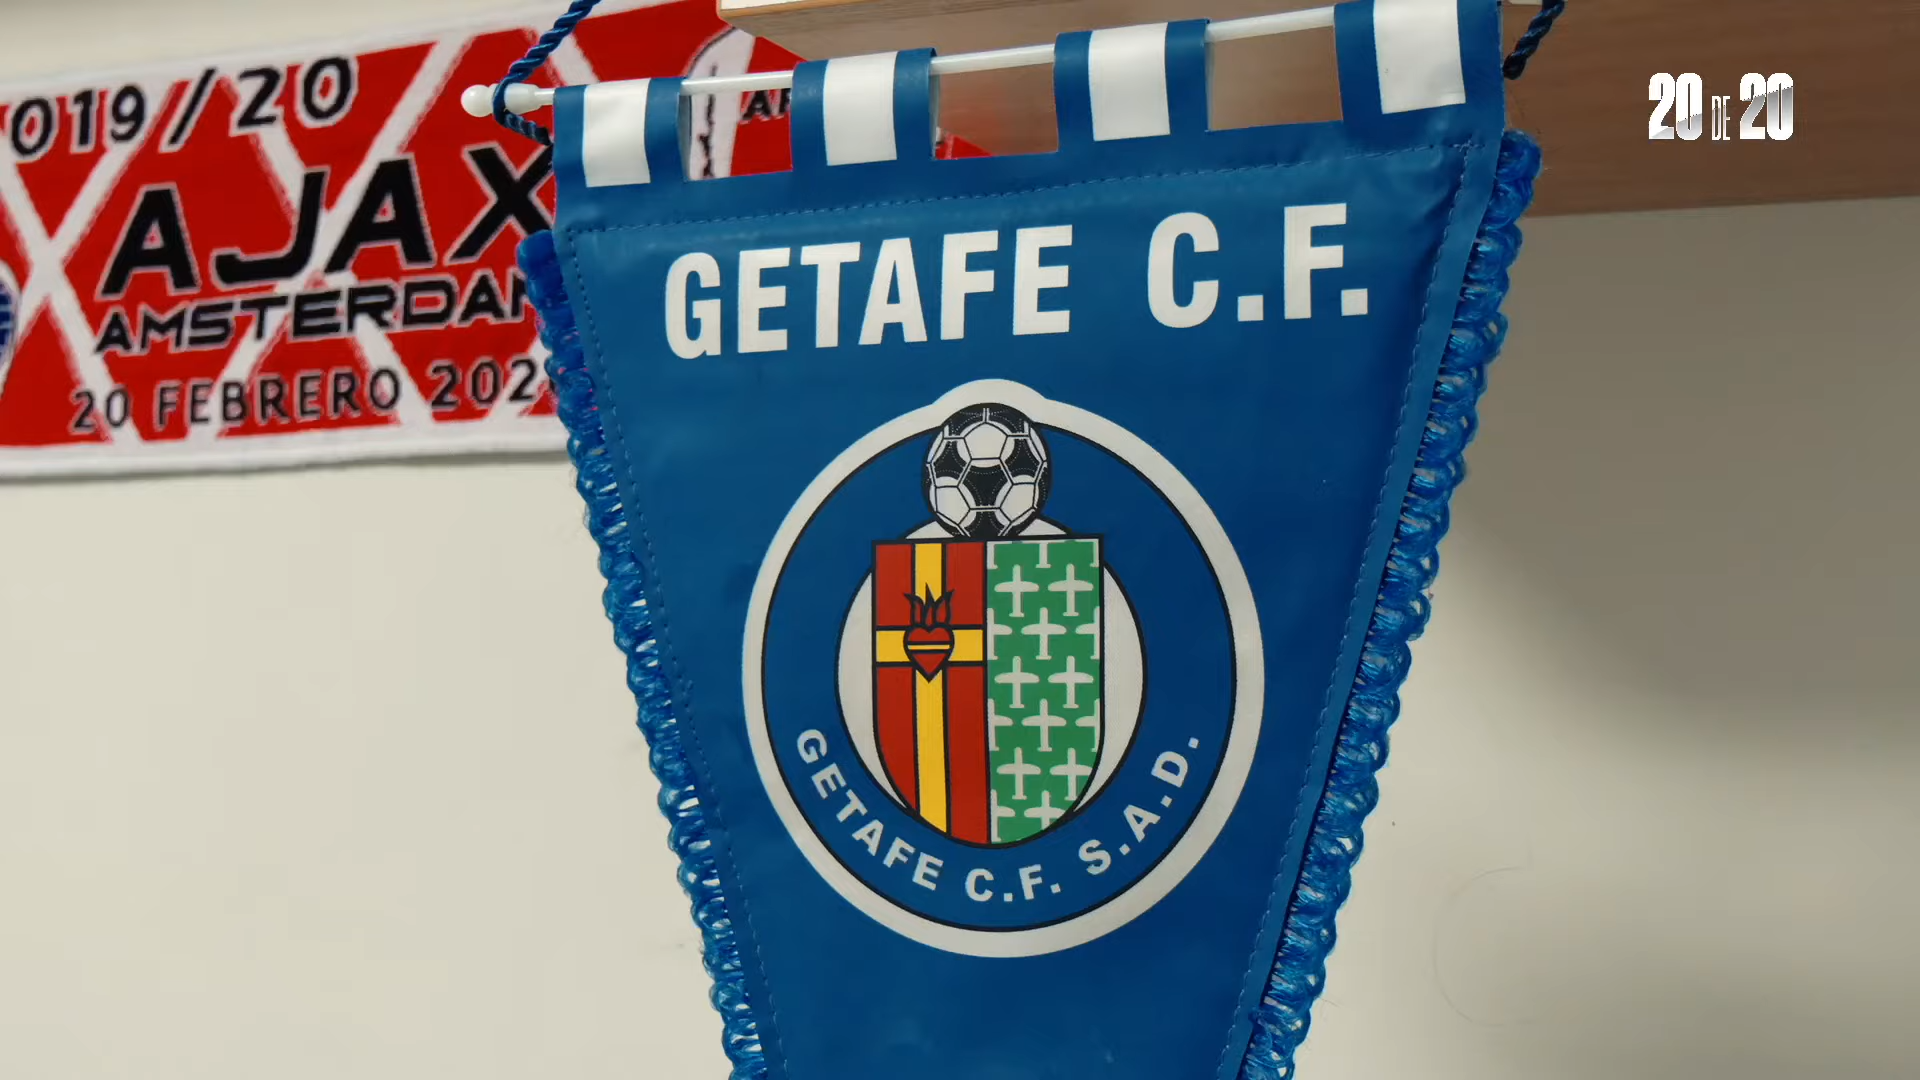 019/20
AJAX
AMSTERDAM
20 FEBRERO 202
GETAFE C.F.
GETAFE C.F. S.A.D.
20 DE 20